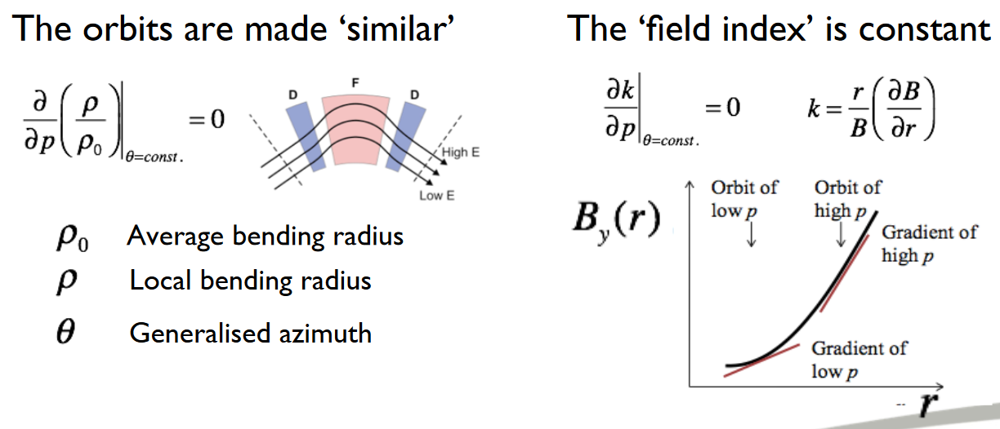 The orbits are made ‘similar’
∂/∂p (ρ/ρ₀)|θ=const. = 0
D
F
D
High E
Low E
ρ₀ Average bending radius
ρ Local bending radius
θ Generalised azimuth
The ‘field index’ is constant
∂k/∂p|θ=const. = 0 k = r/B (∂B/∂r)
B_y(r)
Orbit of
low p
Orbit of
high p
Gradient of
high p
Gradient of
low p
r